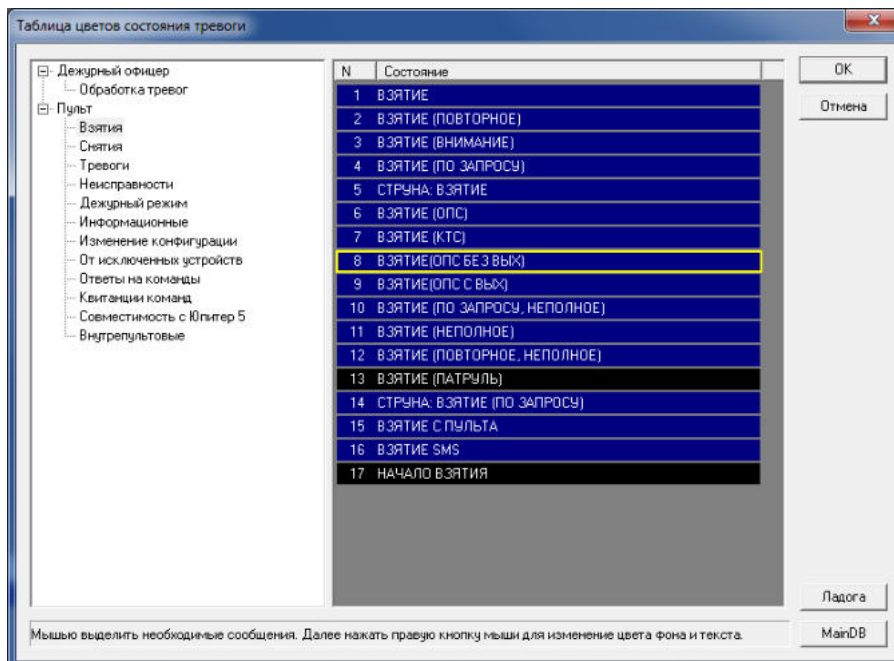 Таблица цветов состояния тревоги
Дежурный офицер
Обработка тревог
Пульт
Взятия
Снятия
Тревоги
Неисправности
Дежурный режим
Информационные
Изменение конфигурации
От исключенных устройств
Ответы на команды
Квитанции команд
Совместимость с Юпитер 5
Внутрепультовые
N Состояние
1 ВЗЯТИЕ
2 ВЗЯТИЕ (ПОВТОРНОЕ)
3 ВЗЯТИЕ (ВНИМАНИЕ)
4 ВЗЯТИЕ (ПО ЗАПРОСУ)
5 СТРУНА: ВЗЯТИЕ
6 ВЗЯТИЕ (ОПС)
7 ВЗЯТИЕ (КТС)
8 ВЗЯТИЕ(ОПС БЕЗ ВЫХ)
9 ВЗЯТИЕ(ОПС С ВЫХ)
10 ВЗЯТИЕ (ПО ЗАПРОСУ, НЕПОЛНОЕ)
11 ВЗЯТИЕ (НЕПОЛНОЕ)
12 ВЗЯТИЕ (ПОВТОРНОЕ, НЕПОЛНОЕ)
13 ВЗЯТИЕ (ПАТРУЛЬ)
14 СТРУНА: ВЗЯТИЕ (ПО ЗАПРОСУ)
15 ВЗЯТИЕ С ПУЛЬТА
16 ВЗЯТИЕ SMS
17 НАЧАЛО ВЗЯТИЯ
OK
Отмена
Ладога
MainDB
Мышью выделить необходимые сообщения. Далее нажать правую кнопку мыши для изменение цвета фона и текста.